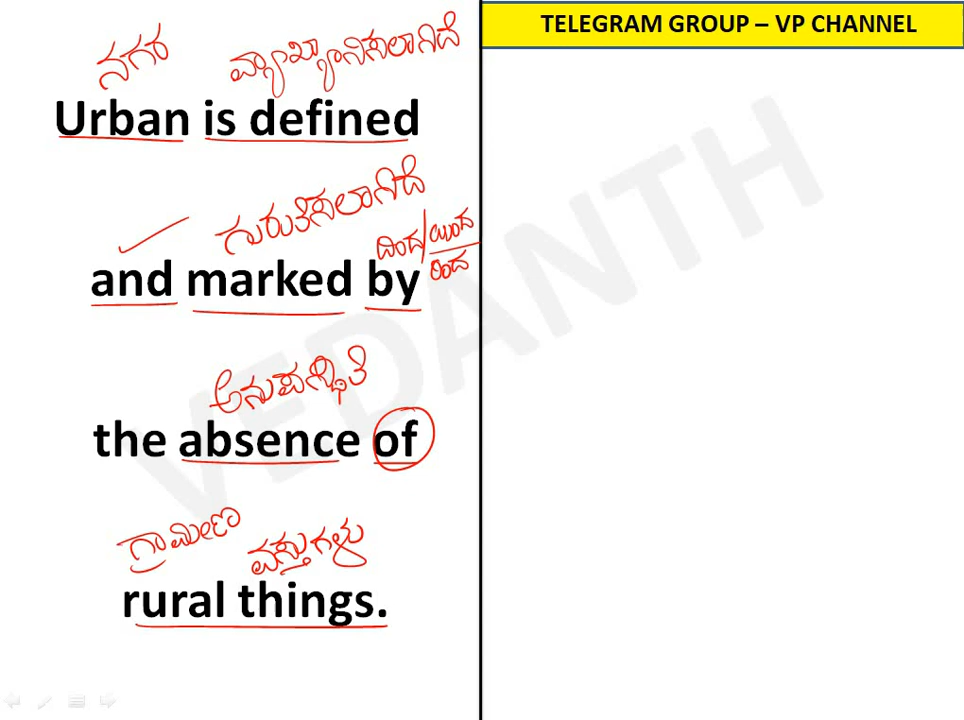 TELEGRAM GROUP – VP CHANNEL
ನಗರ ವ್ಯಾಖ್ಯಾನಿಸಲಾಗಿದೆ
Urban is defined
ಗುರುತಿಸಲಾಗಿದೆ
ದಿಂದ/ಯಿಂದ
ರಿಂದ
and marked by
ಅನುಪಸ್ಥಿತಿ
the absence of
ಗ್ರಾಮೀಣ ವಸ್ತುಗಳು
rural things.
VEDANTH